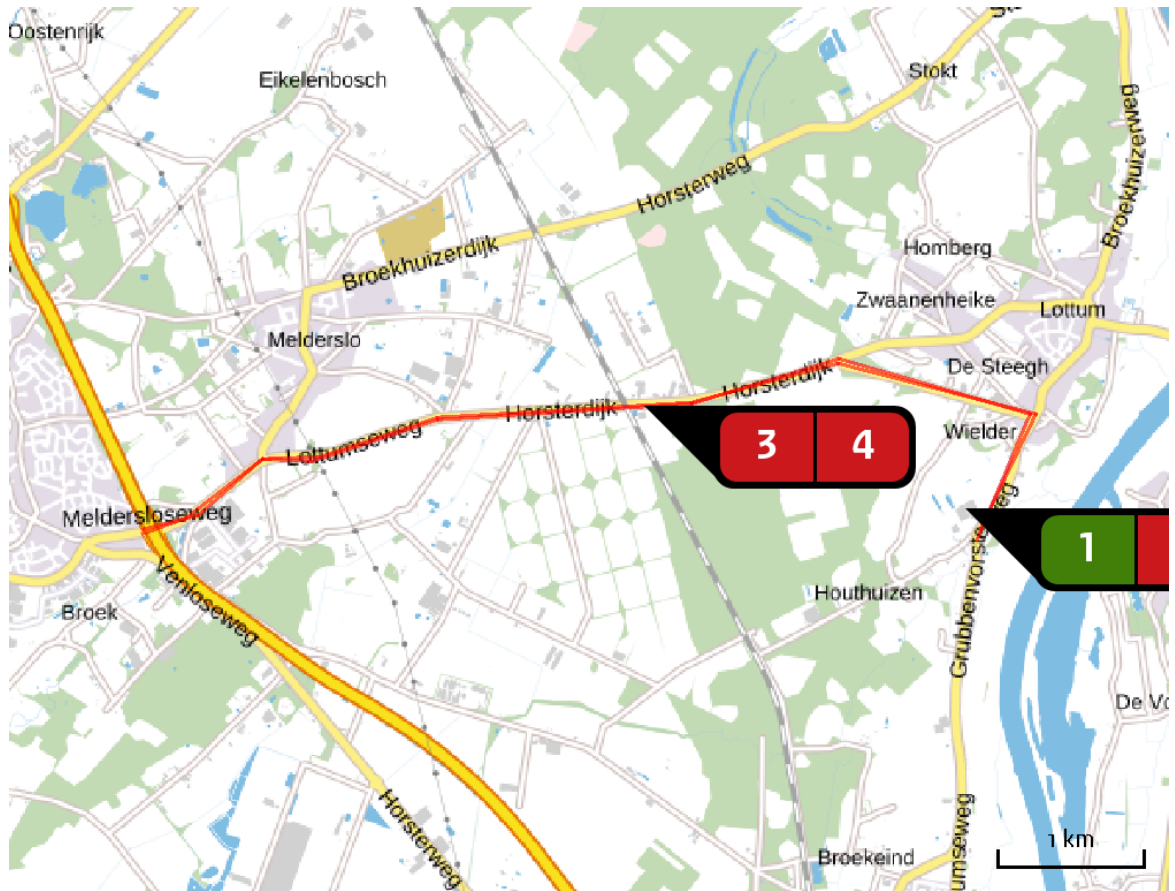 Oostenrijk
Eikelenbosch
Stokt
Broekhuizerweg
Horsterweg
Homberg
Broekhuizerdijk
Zwaanenheike
Lottum
Melderslo
De Steegh
Horsterdijk
Horsterdijk
Lottumseweg
Wielder
3 4
Meldersloseweg
1
Venloseweg
Houthuizen
Broek
Grubbenvorsterweg
De Vo
Horsterweg
umseweg
1 km
Broekeind